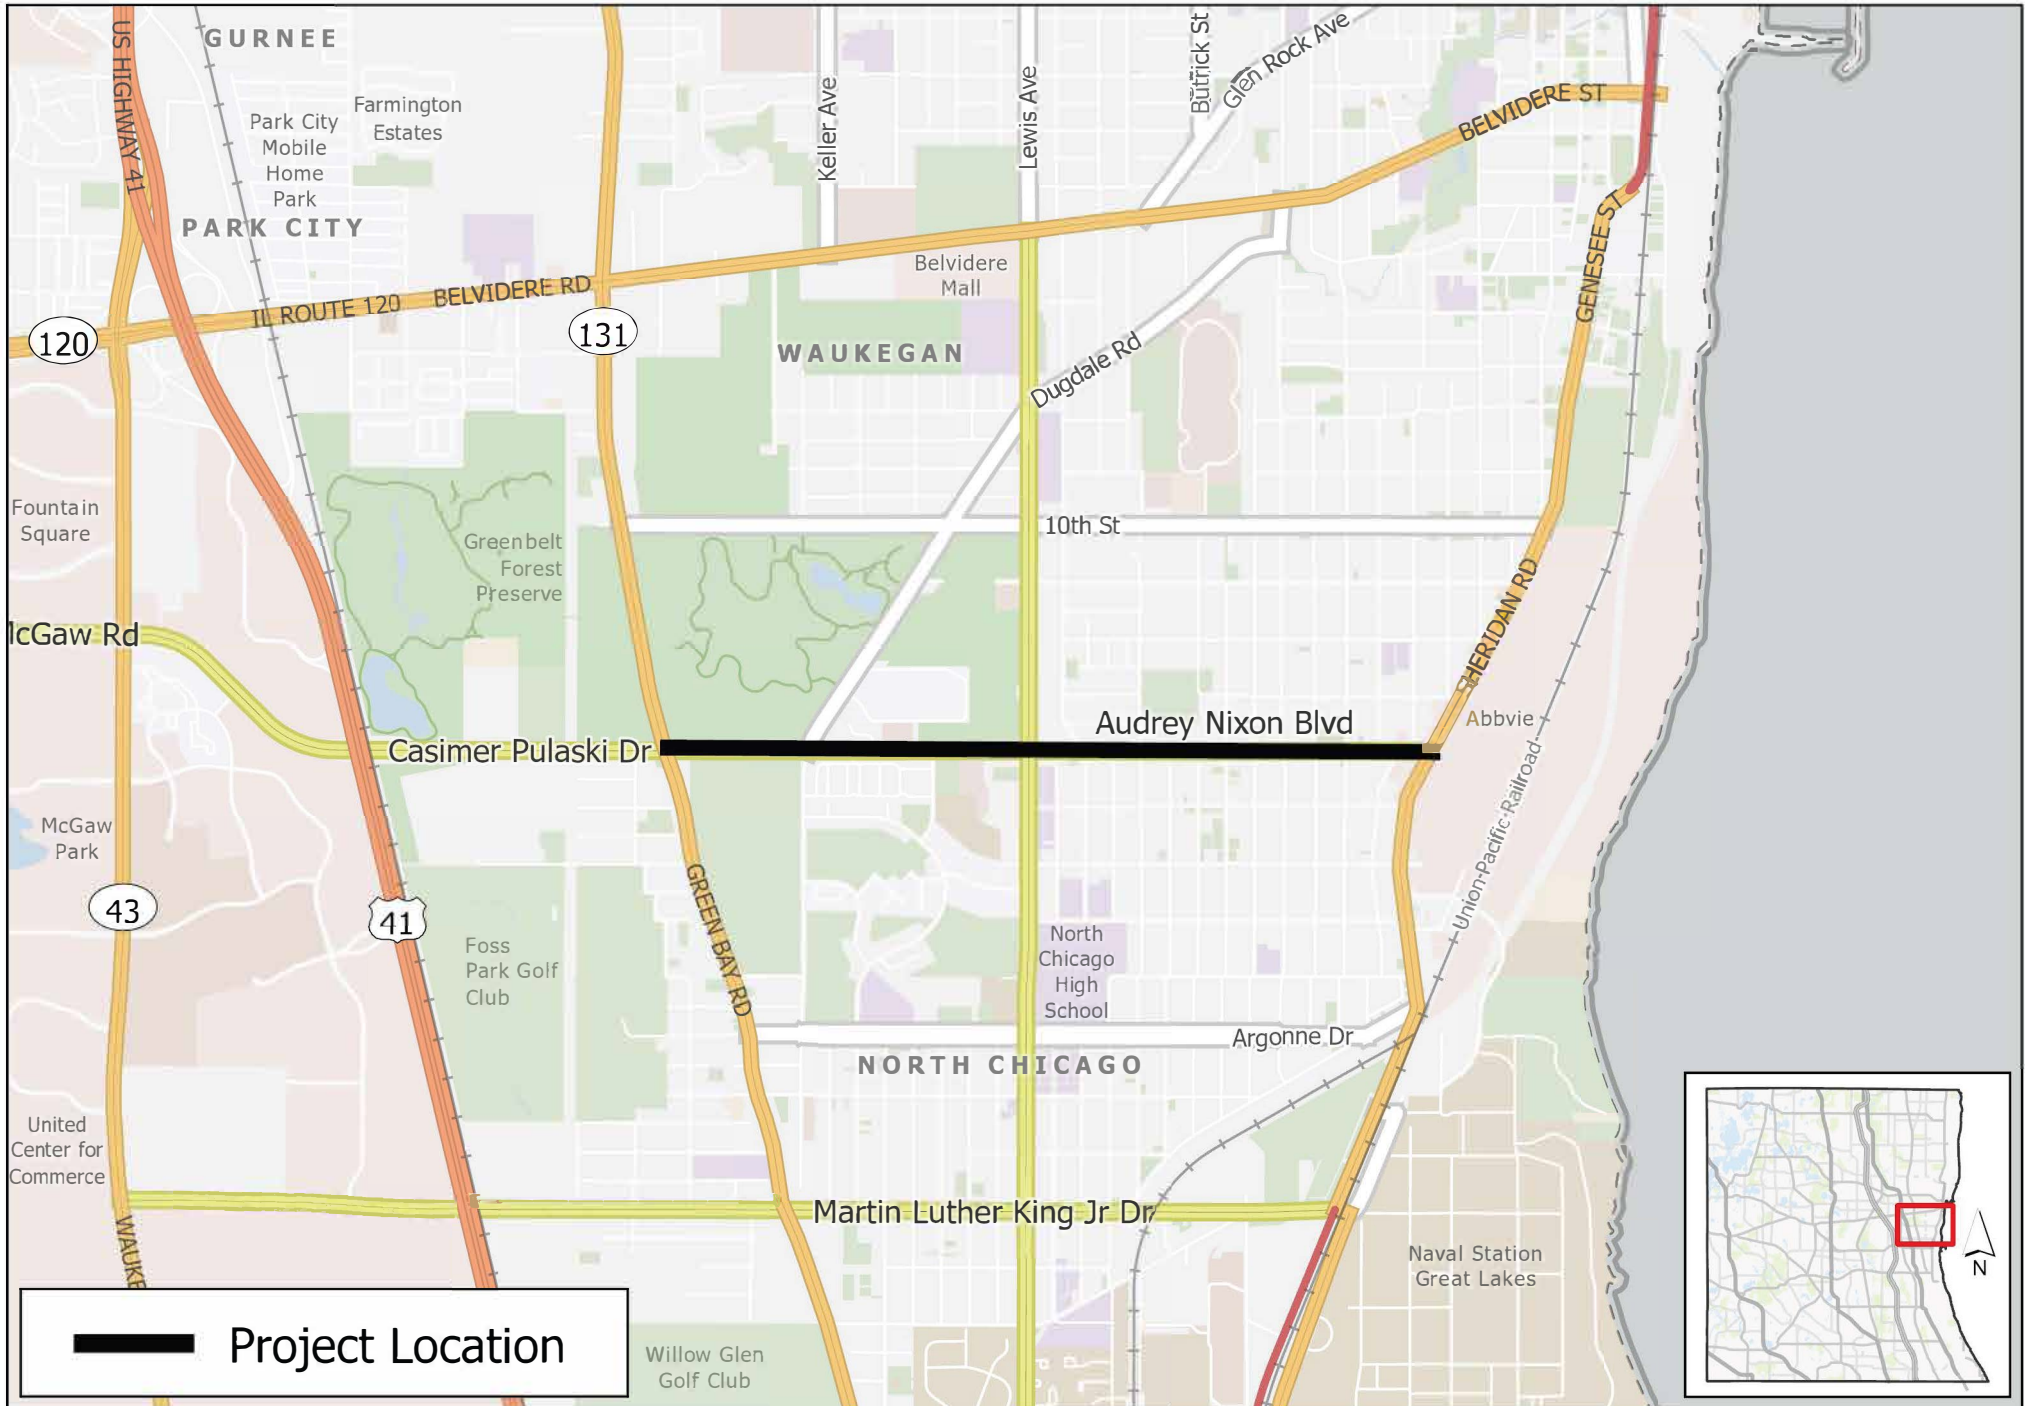 GURNEE
US HIGHWAY 41
Farmington
Estates
Park City
Mobile
Home
Park
PARK CITY
Keller Ave
Lewis Ave
Butrick St
Glen Rock Ave
BELVIDERE ST
GENESEE ST
IL ROUTE 120
BELVIDERE RD
120
131
Belvidere
Mall
WAUKEGAN
Dugdale Rd
Fountain
Square
Greenbelt
Forest
Preserve
10th St
HERIDAN RD
cGaw Rd
Casimer Pulaski Dr
Audrey Nixon Blvd
Abbvie
Union Pacific Railroad
McGaw
Park
43
41
GREEN BAY RD
Foss
Park Golf
Club
North
Chicago
High
School
Argonne Dr
NORTH CHICAGO
United
Center for
Commerce
Martin Luther King Jr Dr
WAUKE
Naval Station
Great Lakes
N
Project Location
Willow Glen
Golf Club